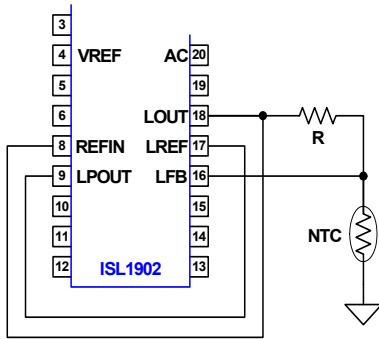 3
4 VREF AC 20
5 19
6 LOUT 18
R
8 REFIN LREF 17
9 LPOUT LFB 16
10 15
11 14
NTC
12 ISL1902 13